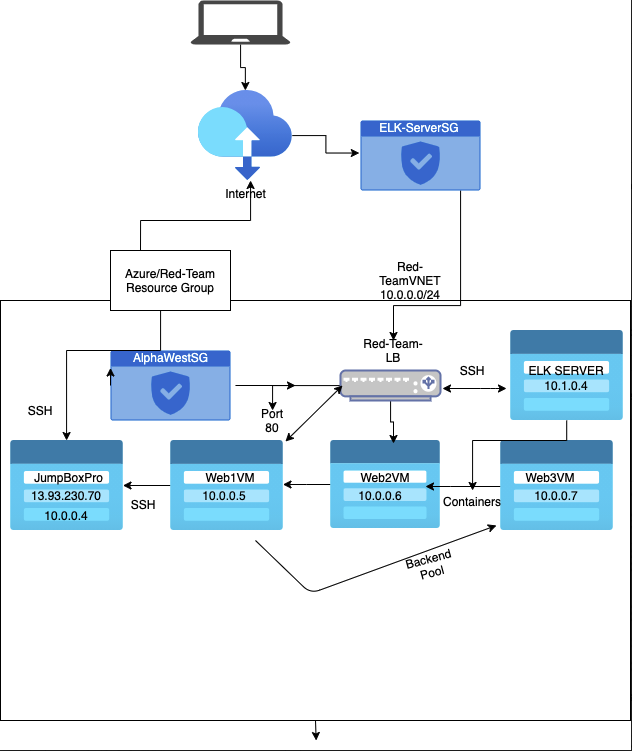 ELK-ServerSG
Internet
Azure/Red-Team
Resource Group
Red-
TeamVNET
10.0.0.0/24
AlphaWestSG
Red-Team-
LB
SSH
ELK SERVER
10.1.0.4
SSH
Port
80
JumpBoxPro
13.93.230.70
10.0.0.4
SSH
Web1VM
10.0.0.5
Web2VM
10.0.0.6
Containers
Web3VM
10.0.0.7
Backend
Pool